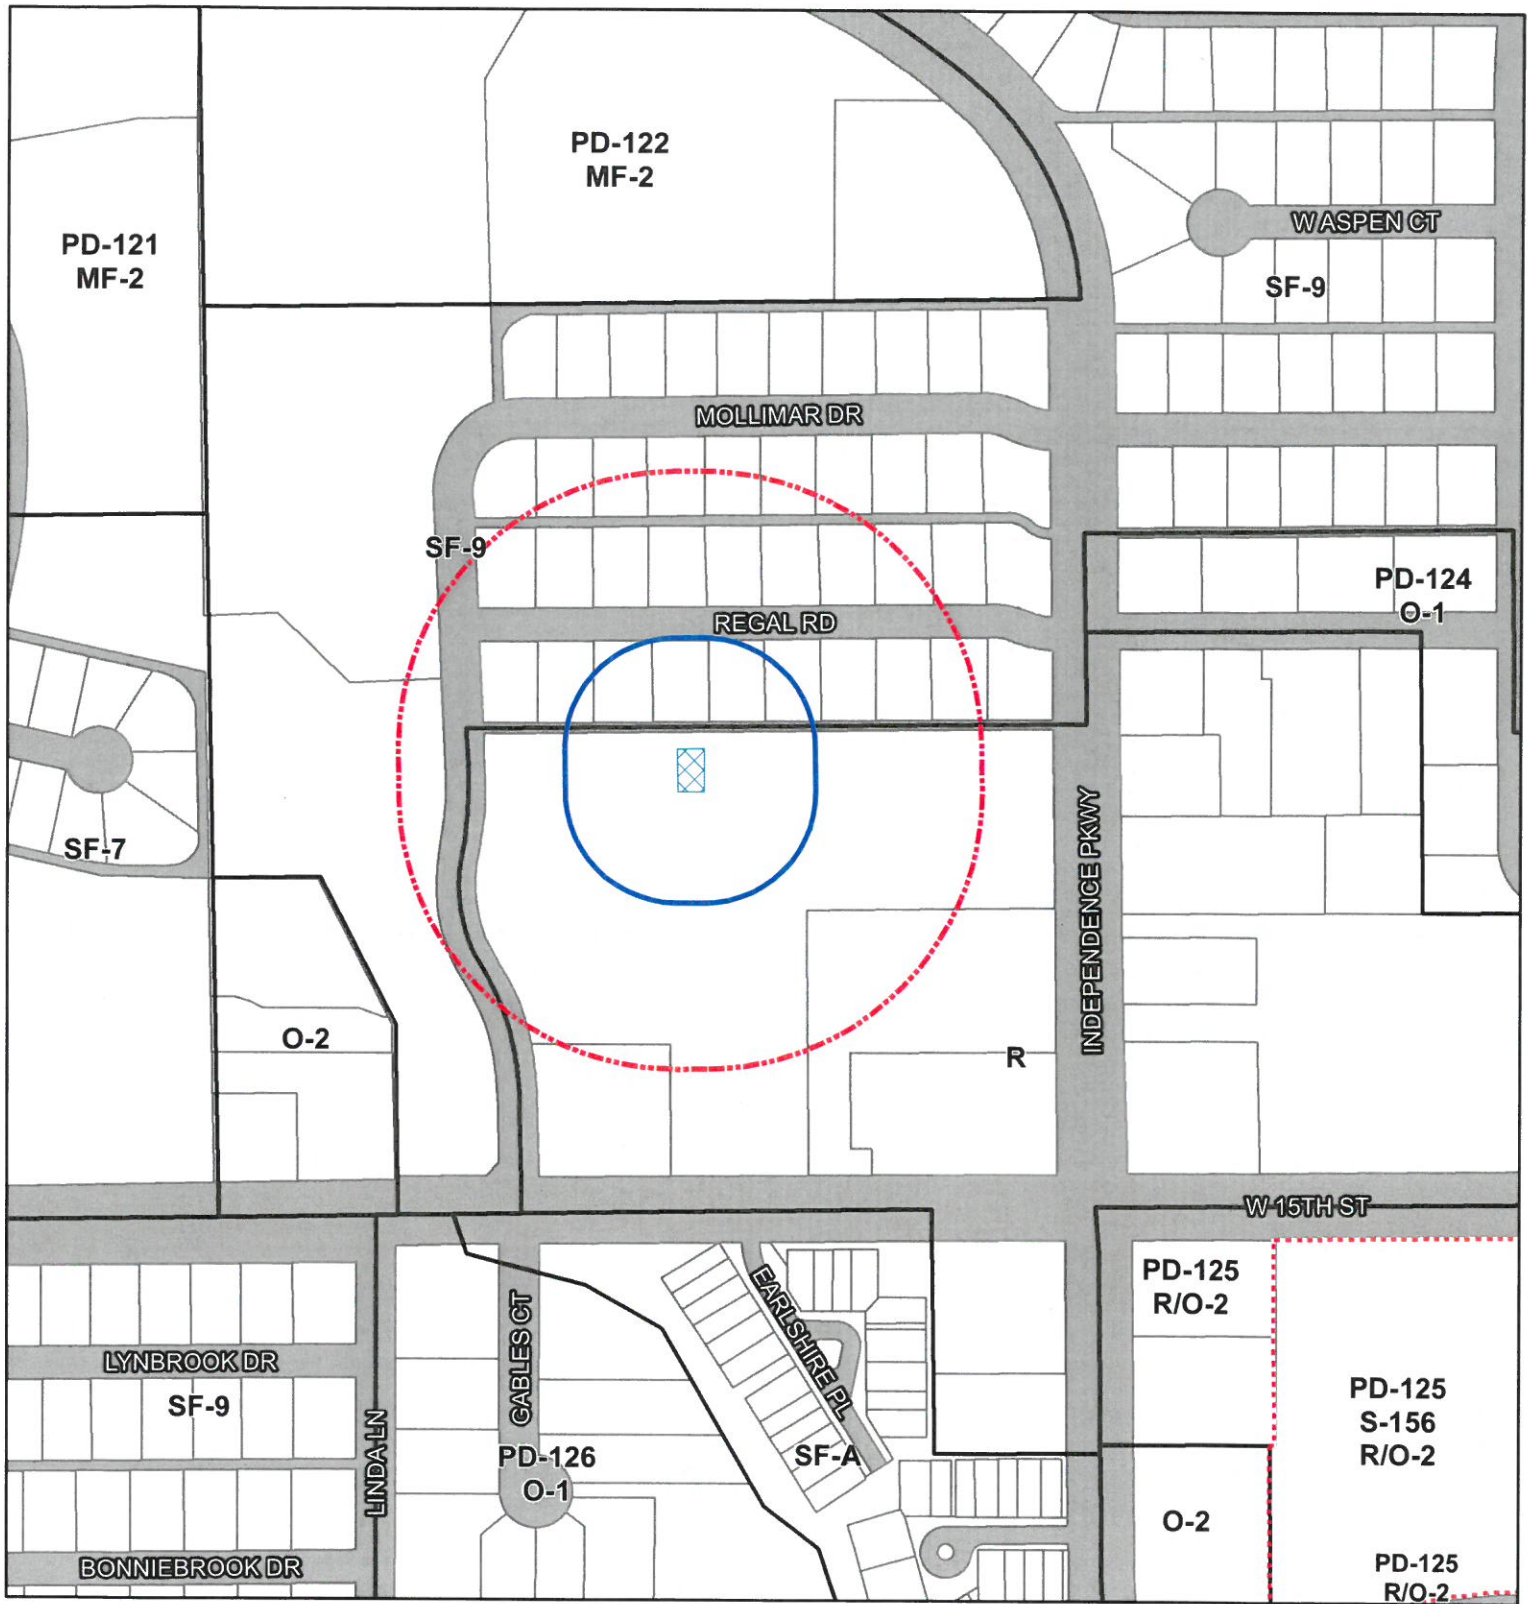 PD-122
MF-2
W ASPEN CT
PD-121
MF-2
SF-9
MOLLIMAR DR
SF-9
PD-124
O-1
REGAL RD
SF-7
INDEPENDENCE PKWY
O-2
R
W 15TH ST
PD-125
R/O-2
EARLSHIRE PL
GABLES CT
LYNBROOK DR
SF-9
PD-125
S-156
R/O-2
LINDA LN
PD-126
O-1
SF-A
O-2
BONNIEBROOK DR
PD-125
R/O-2